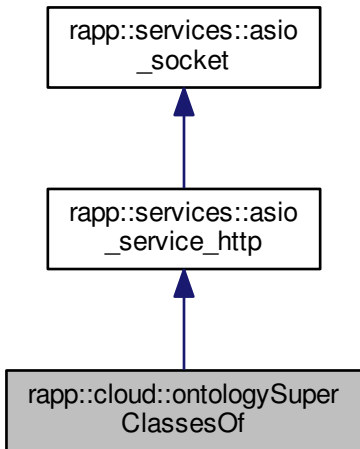 rapp::services::asio
_socket
rapp::services::asio
_service_http
rapp::cloud::ontologySuper
ClassesOf